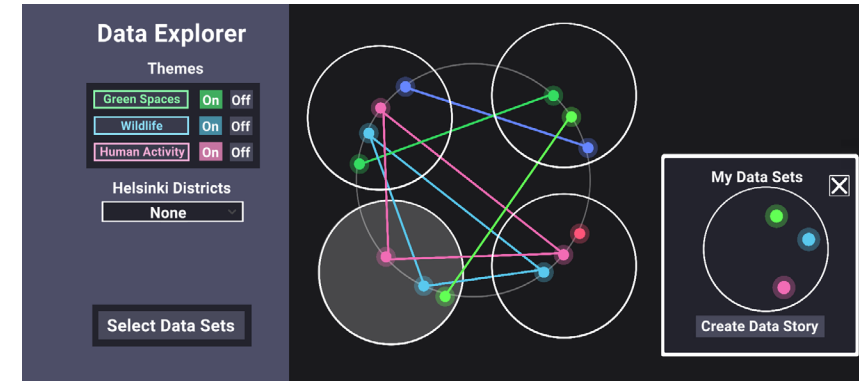 Data Explorer
Themes
Green Spaces On Off
Wildlife On Off
Human Activity On Off
Helsinki Districts
None
Select Data Sets
My Data Sets
Create Data Story